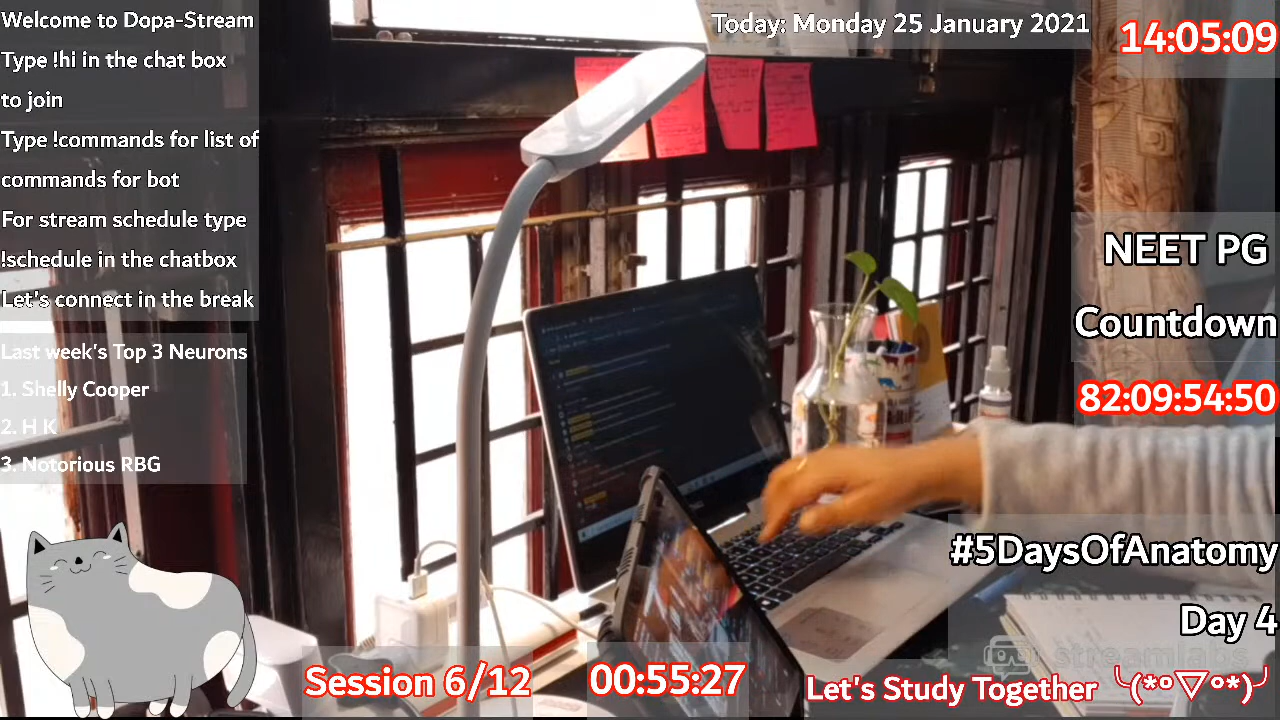 Welcome to Dopa-Stream
Type !hi in the chat box
to join
Type !commands for list of
commands for bot
For stream schedule type
!schedule in the chatbox
Let's connect in the break
Last week's Top 3 Neurons
1. Shelly Cooper
2. H K
3. Notorious RBG
Today: Monday 25 January 2021
14:05:09
NEET PG
Countdown
82:09:54:50
#5DaysOfAnatomy
Day 4
streamlabs
Session 6/12
00:55:27
Let's Study Together ╰(*°▽°*)╯